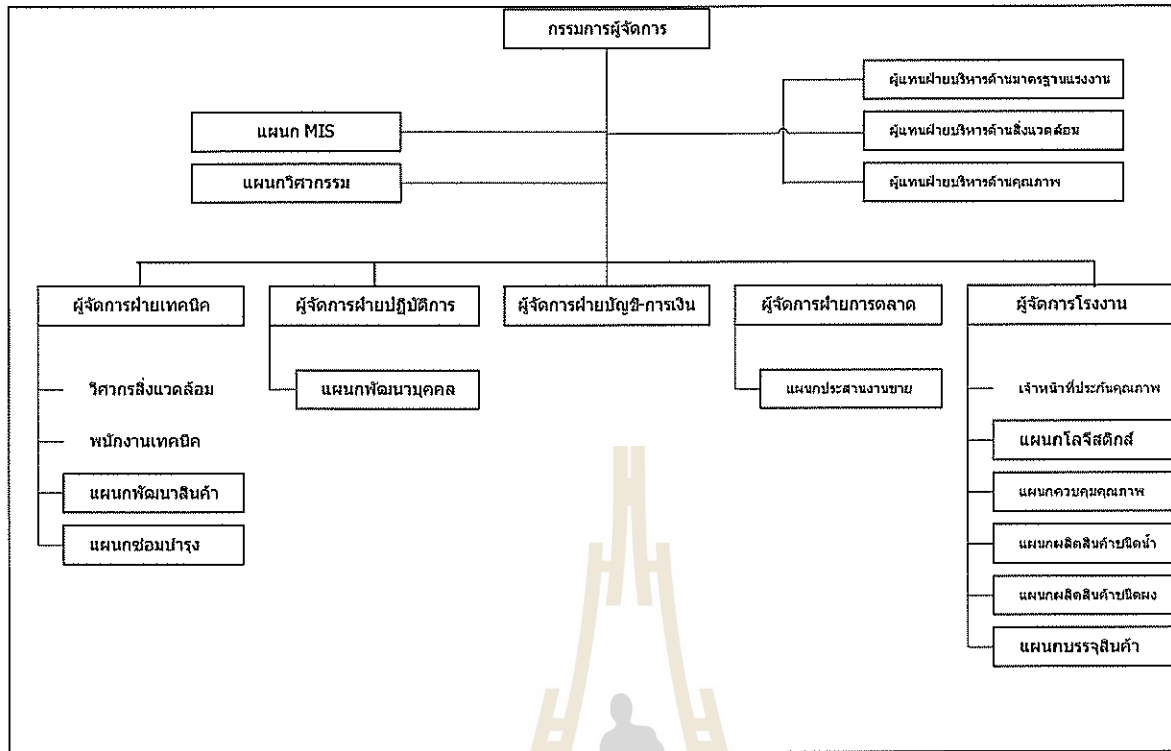 กรรมการผู้จัดการ
ผู้แทนฝ่ายบริหารด้านมาตรฐานแรงงาน
แผนก MIS
ผู้แทนฝ่ายบริหารด้านสิ่งแวดล้อม
แผนกวิศวกรรม
ผู้แทนฝ่ายบริหารด้านคุณภาพ
ผู้จัดการฝ่ายเทคนิค
ผู้จัดการฝ่ายปฏิบัติการ
ผู้จัดการฝ่ายบัญชี-การเงิน
ผู้จัดการฝ่ายการตลาด
ผู้จัดการโรงงาน
วิศวกรสิ่งแวดล้อม
พนักงานเทคนิค
แผนกพัฒนาสินค้า
แผนกซ่อมบำรุง
แผนกพัฒนวบุคคล
แผนกประสานงานขาย
เจ้าหน้าที่ประกันคุณภาพ
แผนกโลจีสติกส์
แผนกควบคุมคุณภาพ
แผนกผลิตสินค้าชนิดน้ำ
แผนกผลิตสินค้าชนิดผง
แผนกบรรจุสินค้า